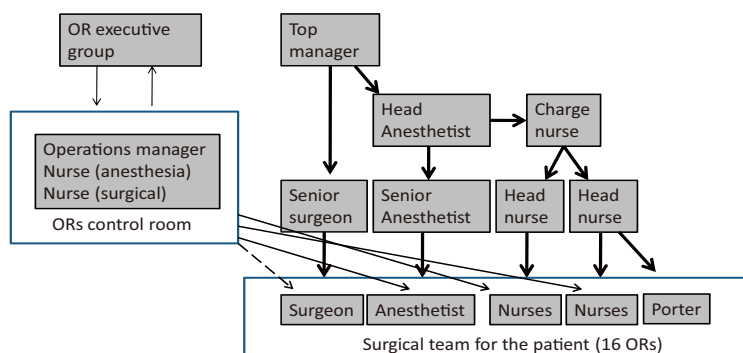 OR executive
group
Top
manager
Head
Anesthetist
Charge
nurse
Operations manager
Nurse (anesthesia)
Nurse (surgical)
ORs control room
Senior
surgeon
Senior
Anesthetist
Head
nurse
Head
nurse
Surgeon
Anesthetist
Nurses
Nurses
Porter
Surgical team for the patient (16 ORs)